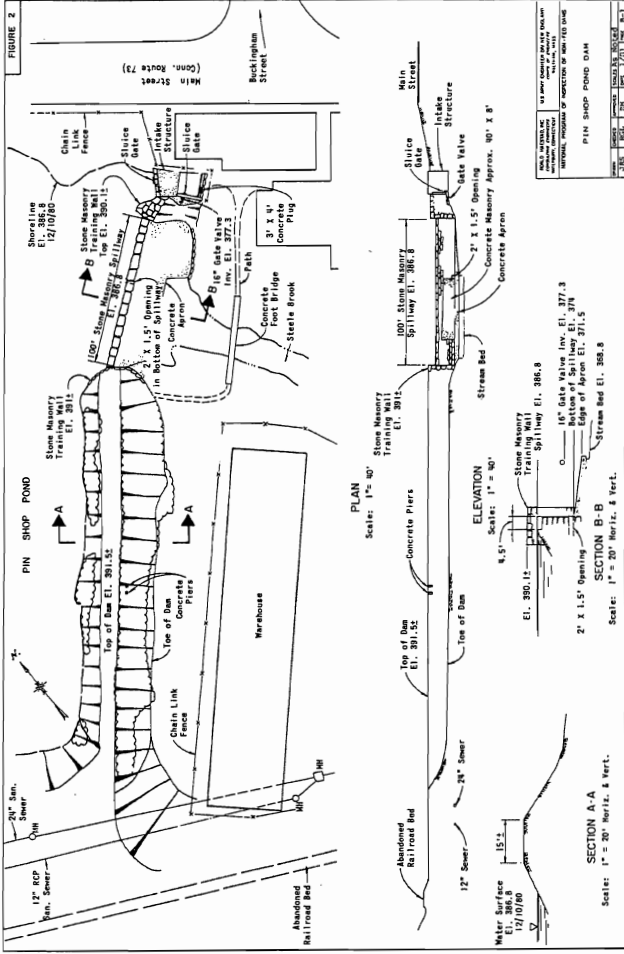 FIGURE 2
PIN SHOP POND
Shoreline
El. 386.8
12/10/80
Chain Link
Fence
Main Street
(Conn. Route 73)
Buckingham
Street
Sluice
Gate
Intake
Structure
Sluice
Gate
Stone Masonry
Training Wall
Top El. 390.1±
100' Stone Masonry Spillway
El. 386.8
B
B
16" Gate Valve
Inv. El. 377.3
3' X 4'
Concrete
Plug
Path
2' X 1.5' Opening
in Bottom of Spillway
Concrete
Apron
Concrete
Foot Bridge
Steele Brook
Stone Masonry
Training Wall
El. 391±
A
A
Top of Dam El. 391.5±
Concrete
Piers
Toe of Dam
Chain Link
Fence
Warehouse
24" San.
Sewer
MH
12" RCP
San. Sewer
MH
MH
Abandoned
Railroad Bed
PLAN
Scale: 1" = 40'
Abandoned
Railroad Bed
12" Sewer
24" Sewer
Top of Dam
El. 391.5±
Toe of Dam
Concrete Piers
Stone Masonry
Training Wall
El. 391±
100' Stone Masonry
Spillway El. 386.8
Sluice
Gate
Main
Street
Intake
Structure
Gate Valve
2' X 1.5' Opening
Concrete Masonry Approx. 40' X 8'
Concrete Apron
Stream Bed
ELEVATION
Scale: 1" = 40'
Water Surface
El. 386.8
12/10/80
15'±
SECTION A-A
Scale: 1" = 20' Horiz. & Vert.
4.5'
El. 390.1±
Stone Masonry
Training Wall
Spillway El. 386.8
16" Gate Valve Inv. El. 377.3
Bottom of Spillway El. 374
Edge of Apron El. 371.5
Stream Bed El. 368.8
2' X 1.5' Opening
SECTION B-B
Scale: 1" = 20' Horiz. & Vert.
NATIONAL PROGRAM OF INSPECTION OF NON-FED DAMS
PIN SHOP POND DAM